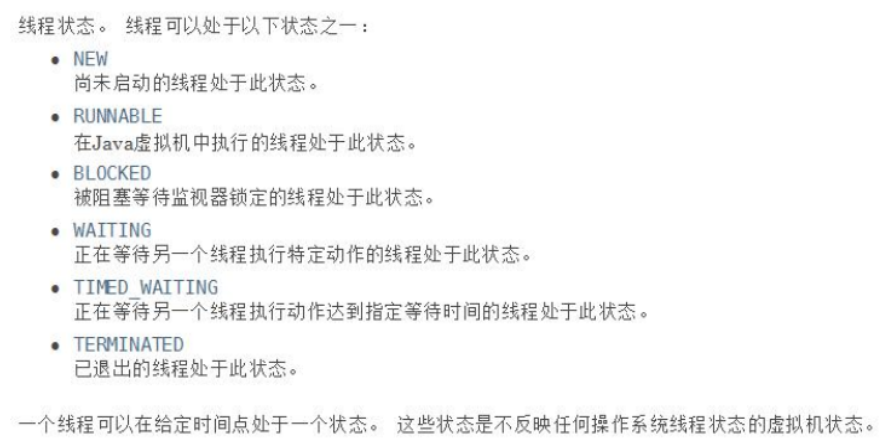 线程状态。 线程可以处于以下状态之一：
• NEW
尚未启动的线程处于此状态。
• RUNNABLE
在Java虚拟机中执行的线程处于此状态。
• BLOCKED
被阻塞等待监视器锁定的线程处于此状态。
• WAITING
正在等待另一个线程执行特定动作的线程处于此状态。
• TIMED_WAITING
正在等待另一个线程执行动作达到指定等待时间的线程处于此状态。
• TERMINATED
已退出的线程处于此状态。
一个线程可以在给定时间点处于一个状态。 这些状态是不反映任何操作系统线程状态的虚拟机状态。